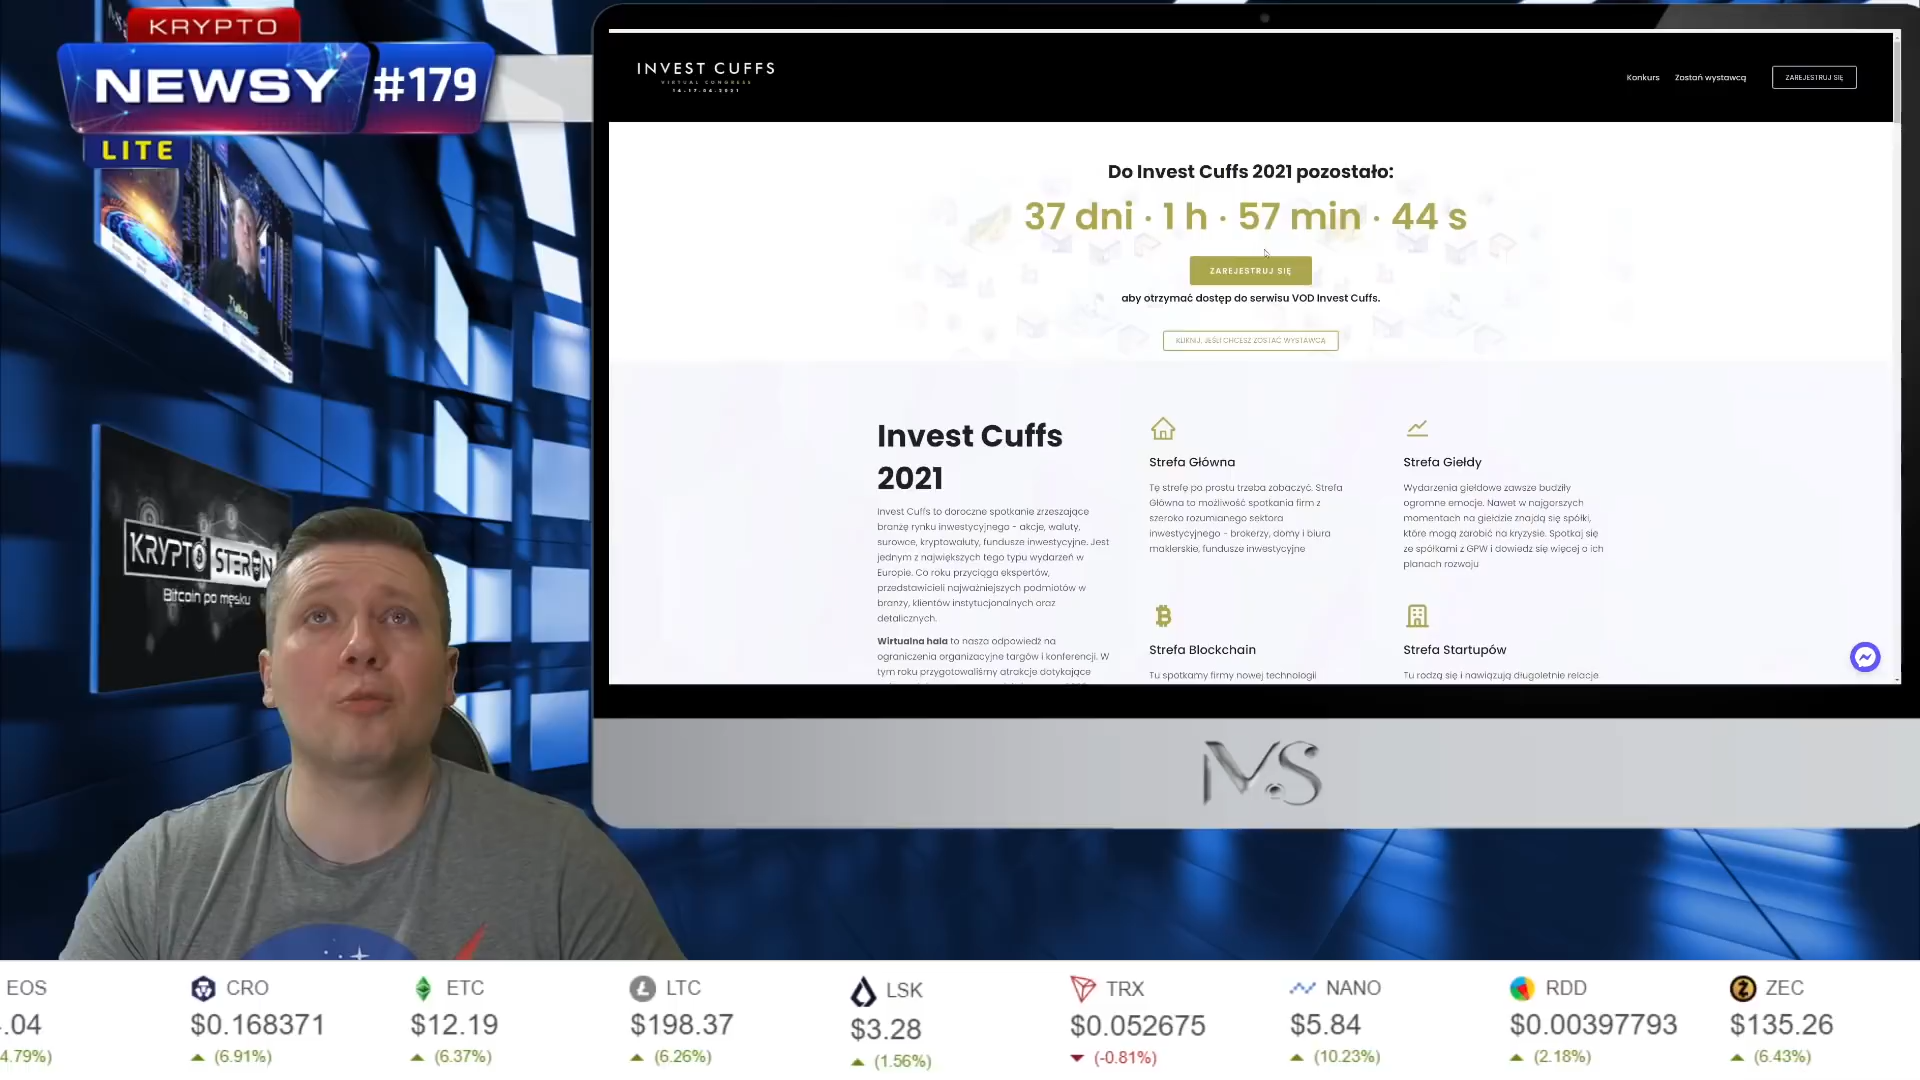 KRYPTO
NEWSY #179
LITE
KRYPTO STERON
Bitcoin po męsku
INVEST CUFFS
VIRTUAL CONGRESS
16-17.04.2021
Konkurs
Zostań wystawcą
ZAREJESTRUJ SIĘ
Do Invest Cuffs 2021 pozostało:
37 dni · 1 h · 57 min · 44 s
ZAREJESTRUJ SIĘ
aby otrzymać dostęp do serwisu VOD Invest Cuffs.
KLIKNIJ, JEŚLI CHCESZ ZOSTAĆ WYSTAWCĄ
Invest Cuffs
2021
Invest Cuffs to doroczne spotkanie zrzeszające
branżę rynku inwestycyjnego - akcje, waluty,
surowce, kryptowaluty, fundusze inwestycyjne. Jest
jednym z największych tego typu wydarzeń w
Europie. Co roku przyciąga ekspertów,
przedstawicieli najważniejszych podmiotów w
branży, klientów instytucjonalnych oraz
detalicznych.
Wirtualna hala to nasza odpowiedź na
ograniczenia organizacyjne targów i konferencji. W
tym roku przygotowaliśmy atrakcje dotykające
Strefa Główna
Tę strefę po prostu trzeba zobaczyć. Strefa
Główna to możliwość spotkania firm z
szeroko rozumianego sektora
inwestycyjnego - brokerzy, domy i biura
maklerskie, fundusze inwestycyjne
Strefa Giełdy
Wydarzenia giełdowe zawsze budziły
ogromne emocje. Nawet w najgorszych
momentach na giełdzie znajdą się spółki,
które mogą zarobić na kryzysie. Spotkaj się
ze spółkami z GPW i dowiedz się więcej o ich
planach rozwoju
Strefa Blockchain
Tu spotkamy firmy nowej technologii
Strefa Startupów
Tu rodzą się i nawiązują długoletnie relacje
MS
EOS
.04
4.79%)
CRO
$0.168371
(6.91%)
ETC
$12.19
(6.37%)
LTC
$198.37
(6.26%)
LSK
$3.28
(1.56%)
TRX
$0.052675
(-0.81%)
NANO
$5.84
(10.23%)
RDD
$0.00397793
(2.18%)
ZEC
$135.26
(6.43%)